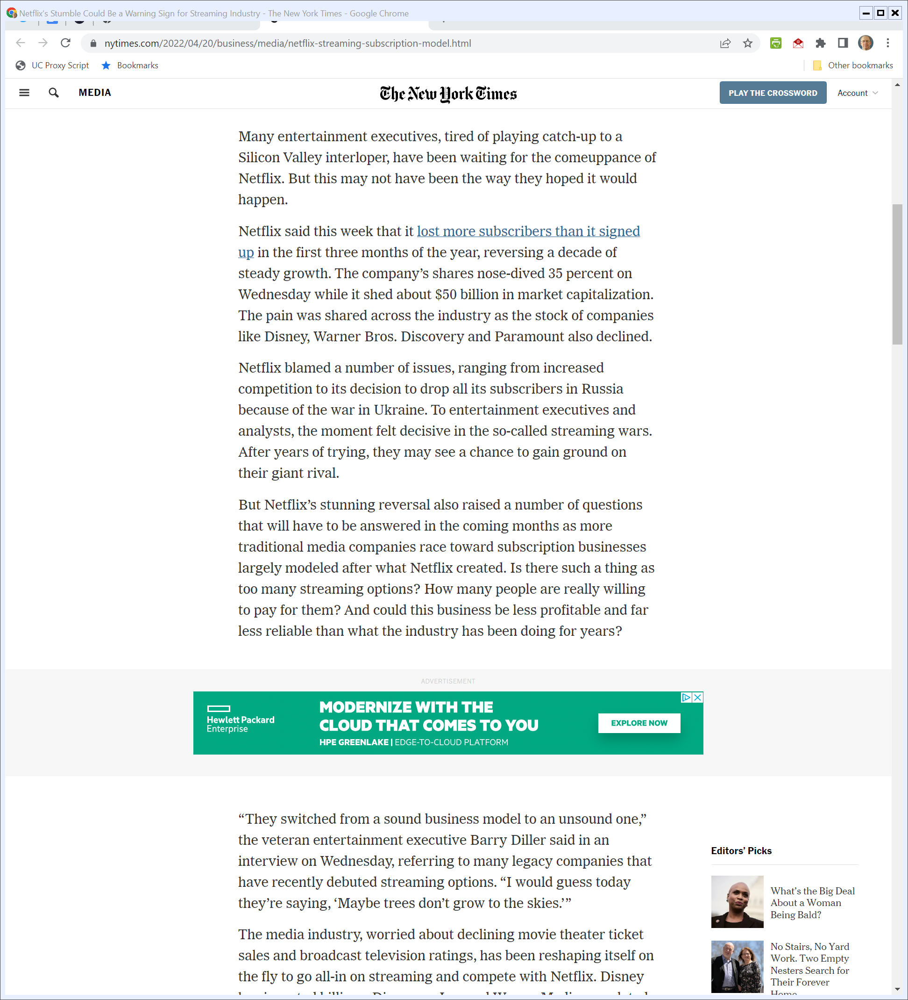 Netflix's Stumble Could Be a Warning Sign for Streaming Industry - The New York Times - Google Chrome
nytimes.com/2022/04/20/business/media/netflix-streaming-subscription-model.html
UC Proxy Script
Bookmarks
Other bookmarks
MEDIA
The New York Times
PLAY THE CROSSWORD
Account
Many entertainment executives, tired of playing catch-up to a
Silicon Valley interloper, have been waiting for the comeuppance of
Netflix. But this may not have been the way they hoped it would
happen.
Netflix said this week that it lost more subscribers than it signed
up in the first three months of the year, reversing a decade of
steady growth. The company’s shares nose-dived 35 percent on
Wednesday while it shed about $50 billion in market capitalization.
The pain was shared across the industry as the stock of companies
like Disney, Warner Bros. Discovery and Paramount also declined.
Netflix blamed a number of issues, ranging from increased
competition to its decision to drop all its subscribers in Russia
because of the war in Ukraine. To entertainment executives and
analysts, the moment felt decisive in the so-called streaming wars.
After years of trying, they may see a chance to gain ground on
their giant rival.
But Netflix’s stunning reversal also raised a number of questions
that will have to be answered in the coming months as more
traditional media companies race toward subscription businesses
largely modeled after what Netflix created. Is there such a thing as
too many streaming options? How many people are really willing
to pay for them? And could this business be less profitable and far
less reliable than what the industry has been doing for years?
ADVERTISEMENT
Hewlett Packard
Enterprise
MODERNIZE WITH THE
CLOUD THAT COMES TO YOU
HPE GREENLAKE | EDGE-TO-CLOUD PLATFORM
EXPLORE NOW
“They switched from a sound business model to an unsound one,”
the veteran entertainment executive Barry Diller said in an
interview on Wednesday, referring to many legacy companies that
have recently debuted streaming options. “I would guess today
they’re saying, ‘Maybe trees don’t grow to the skies.’”
The media industry, worried about declining movie theater ticket
sales and broadcast television ratings, has been reshaping itself on
the fly to go all-in on streaming and compete with Netflix. Disney
Editors’ Picks
What’s the Big Deal
About a Woman
Being Bald?
No Stairs, No Yard
Work. Two Empty
Nesters Search for
Their Forever
Home